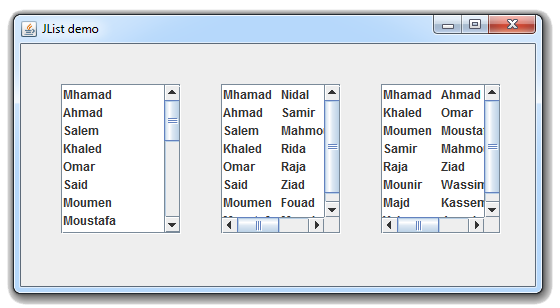 JList demo
Mhamad
Ahmad
Salem
Khaled
Omar
Said
Moumen
Moustafa
Mhamad Nidal
Ahmad Samir
Salem Mahmo
Khaled Rida
Omar Raja
Said Ziad
Moumen Fouad
Mhamad Ahmad
Khaled Omar
Moumen Mousta
Samir Mahmo
Raja Ziad
Mounir Wassim
Majd Kassem